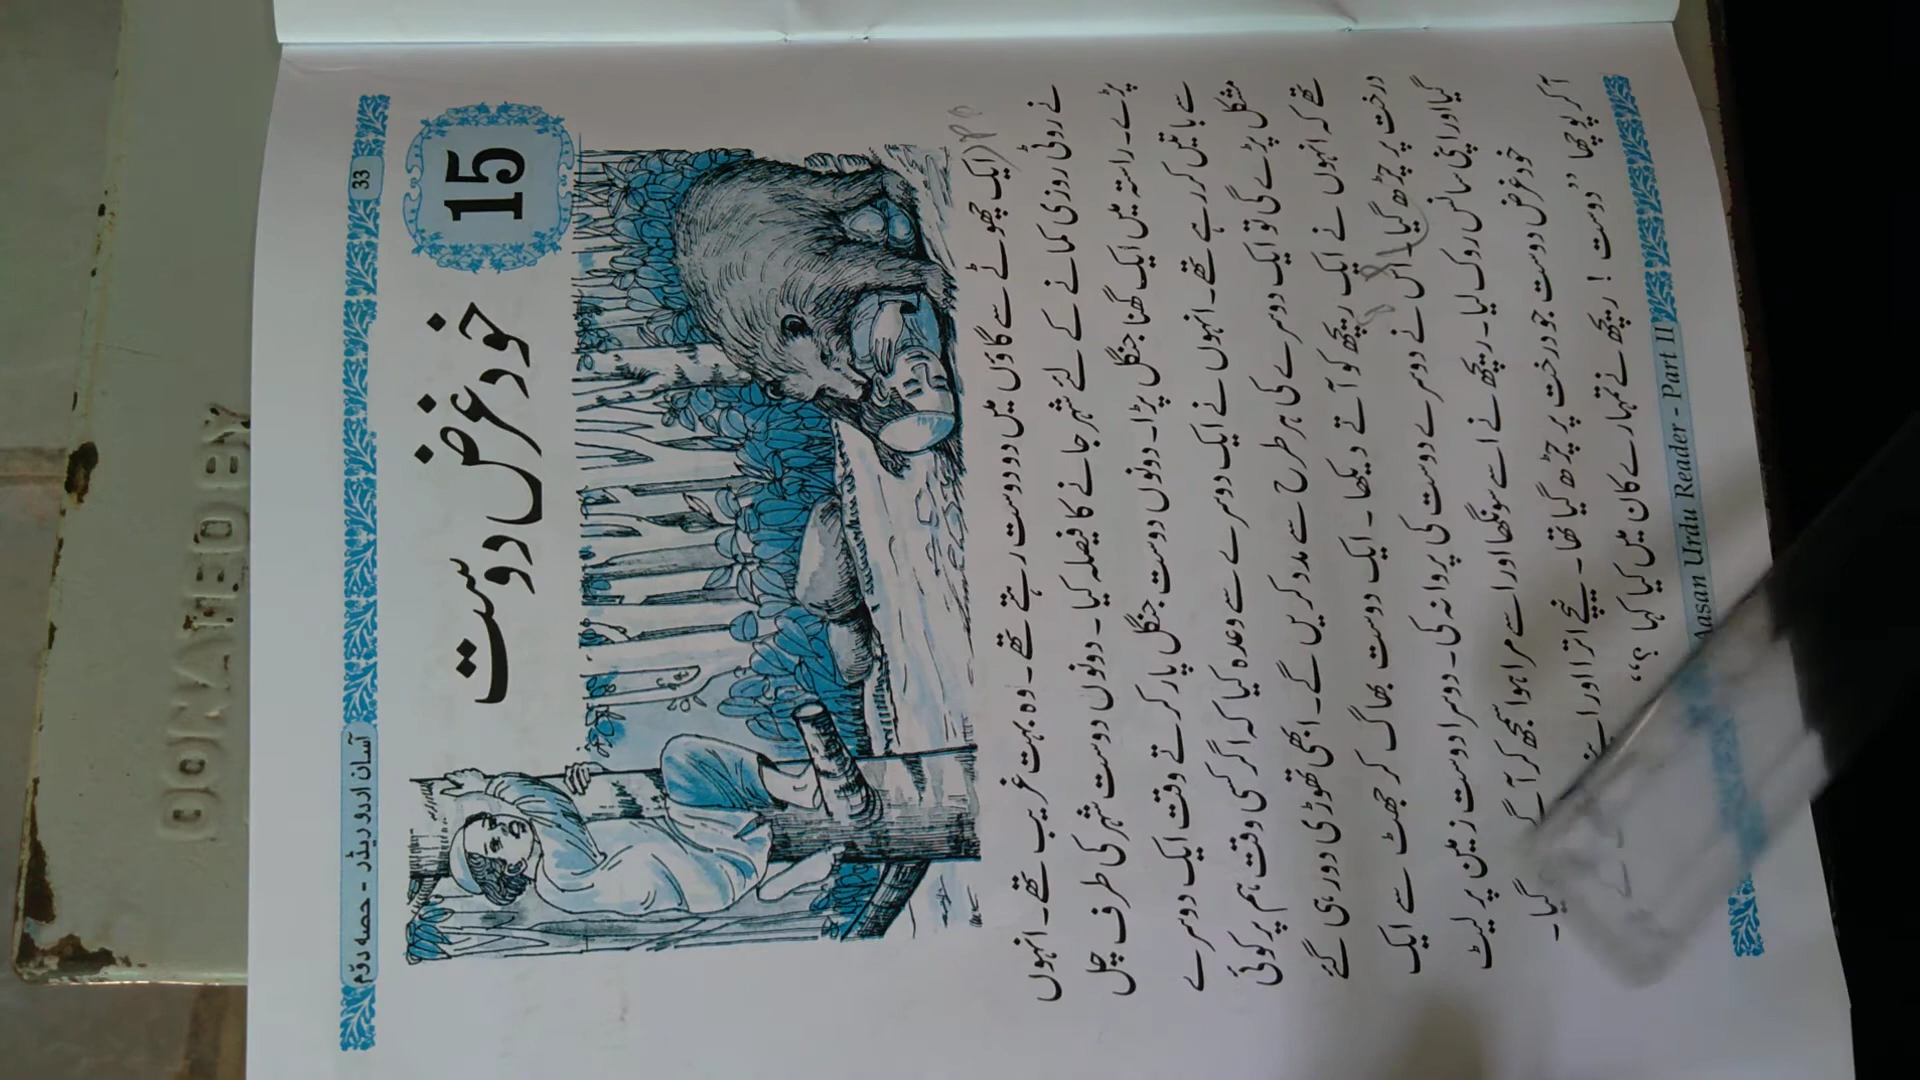 DONATED BY
آسان اردو ریڈر - حصہ دوّم
33
15
خود غرض دوست
ایک چھوٹے سے گاؤں میں دو دوست رہتے تھے۔ وہ بہت غریب تھے۔ انہوں
نے روٹی روزی کمانے کے لئے شہر جانے کا فیصلہ کیا۔ دونوں دوست شہر کی طرف چل
پڑے۔ راستہ میں ایک گھنا جنگل پڑا۔ دونوں دوست جنگل پار کرتے وقت ایک دوسرے
سے باتیں کر رہے تھے۔ انہوں نے ایک دوسرے سے وعدہ کیا کہ اگر کسی وقت ہم پر کوئی
مشکل پڑے گی تو ایک دوسرے کی ہر طرح سے مدد کریں گے۔ ابھی تھوڑی دور ہی گئے
تھے کہ انہوں نے ایک ریچھ کو آتے دیکھا۔ ایک دوست بھاگ کر جھٹ سے ایک
درخت پر چڑھ گیا۔ اس نے دوسرے دوست کی پروا نہ کی۔ دوسرا دوست زمین پر لیٹ
گیا اور اپنی سانس روک لیا۔ ریچھ نے اسے سونگھا اور اسے مرا ہوا سمجھ کر آگے
گیا۔
خود غرض دوست جو درخت پر چڑھ گیا تھا۔ نیچے اترا اور
آ کر پوچھا ”دوست ! ریچھ نے تمہارے کان میں کیا کہا ؟“
Aasan Urdu Reader - Part II